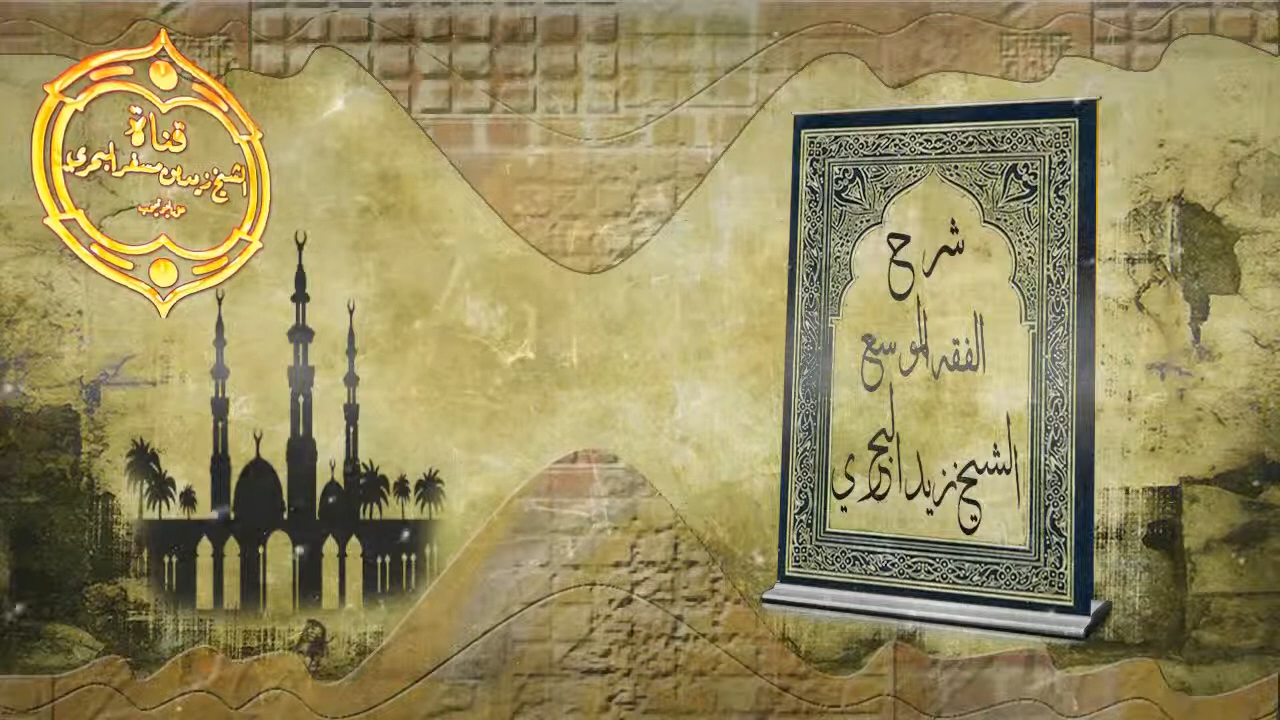 قناة
الشيخ زيد بن مسفر البحري
شرح
الفقه الموسع
الشيخ زيد البحري